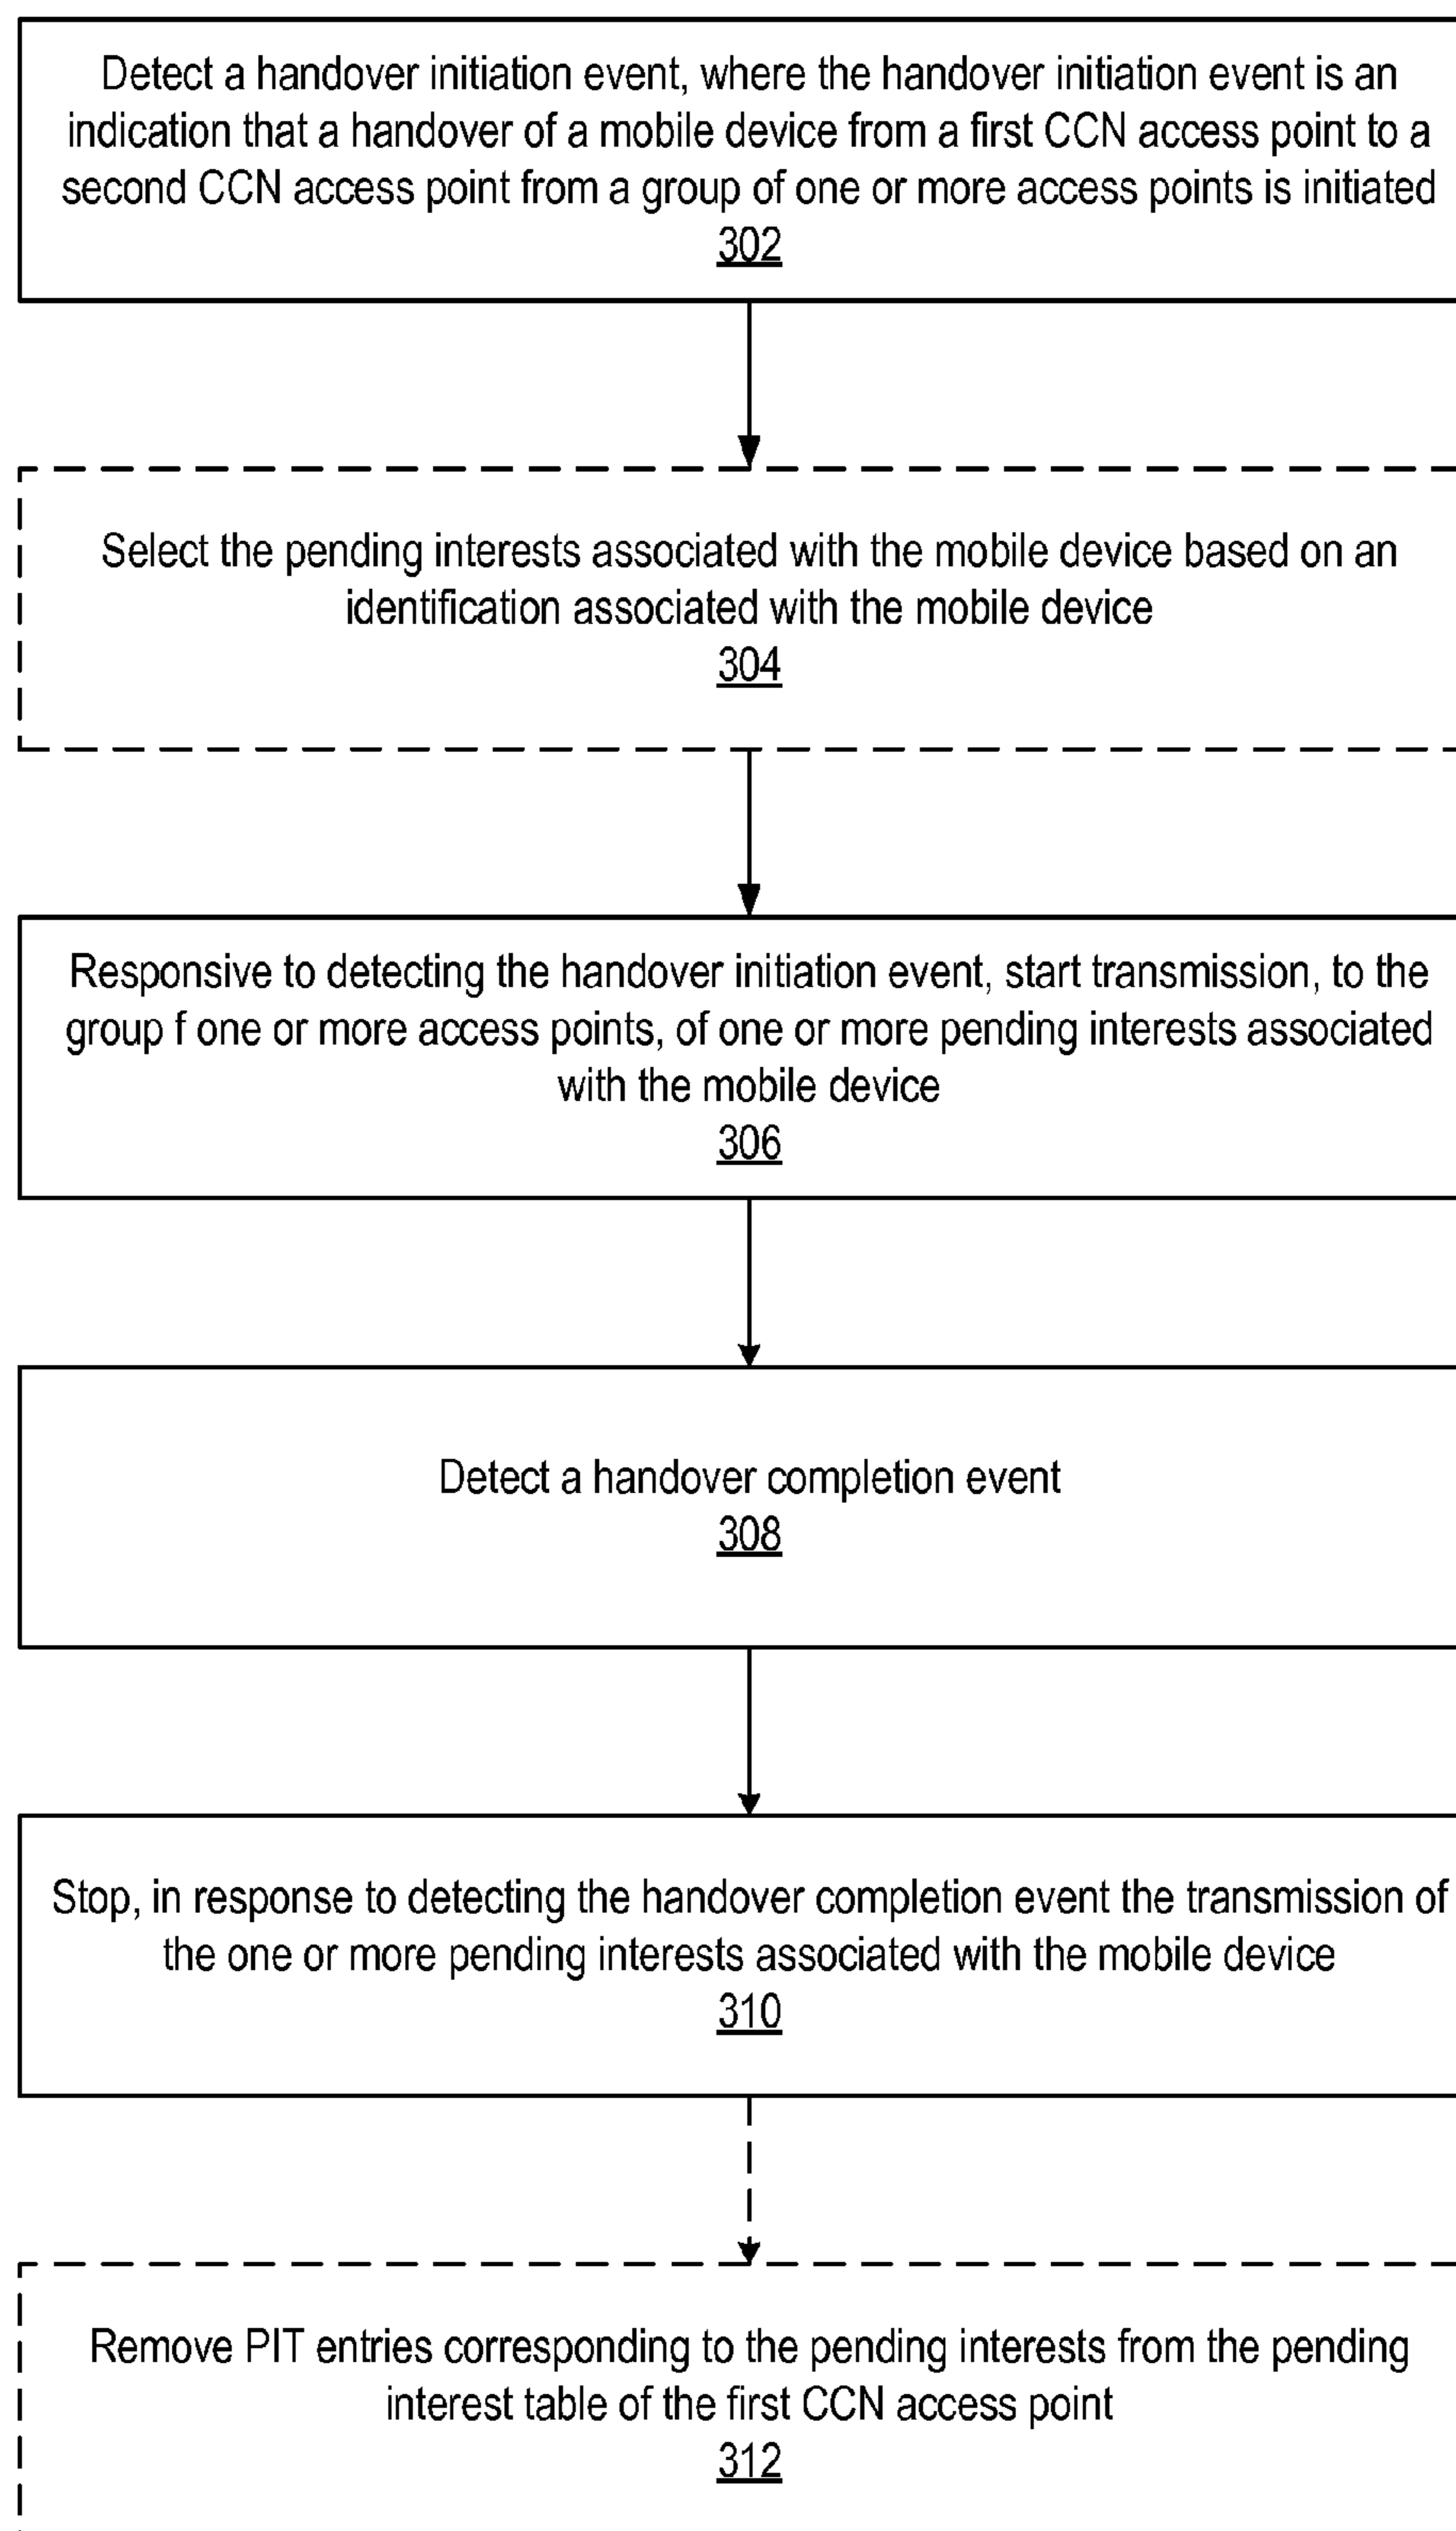 Detect a handover initiation event, where the handover initiation event is an
indication that a handover of a mobile device from a first CCN access point to a
second CCN access point from a group of one or more access points is initiated
302
Select the pending interests associated with the mobile device based on an
identification associated with the mobile device
304
Responsive to detecting the handover initiation event, start transmission, to the
group f one or more access points, of one or more pending interests associated
with the mobile device
306
Detect a handover completion event
308
Stop, in response to detecting the handover completion event the transmission of
the one or more pending interests associated with the mobile device
310
Remove PIT entries corresponding to the pending interests from the pending
interest table of the first CCN access point
312